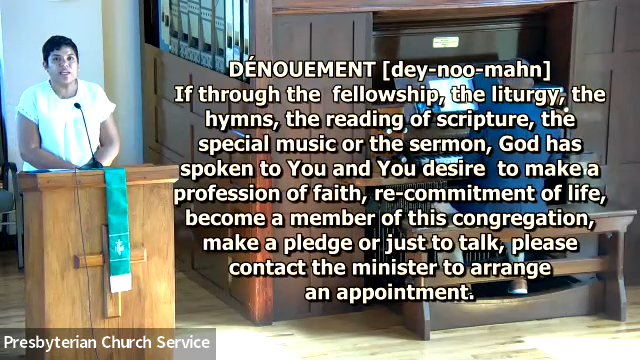 DÉNOUEMENT [dey-noo-mahn]
If through the fellowship, the liturgy, the
hymns, the reading of scripture, the
special music or the sermon, God has
spoken to You and You desire to make a
profession of faith, re-commitment of life,
become a member of this congregation,
make a pledge or just to talk, please
contact the minister to arrange
an appointment.
Presbyterian Church Service